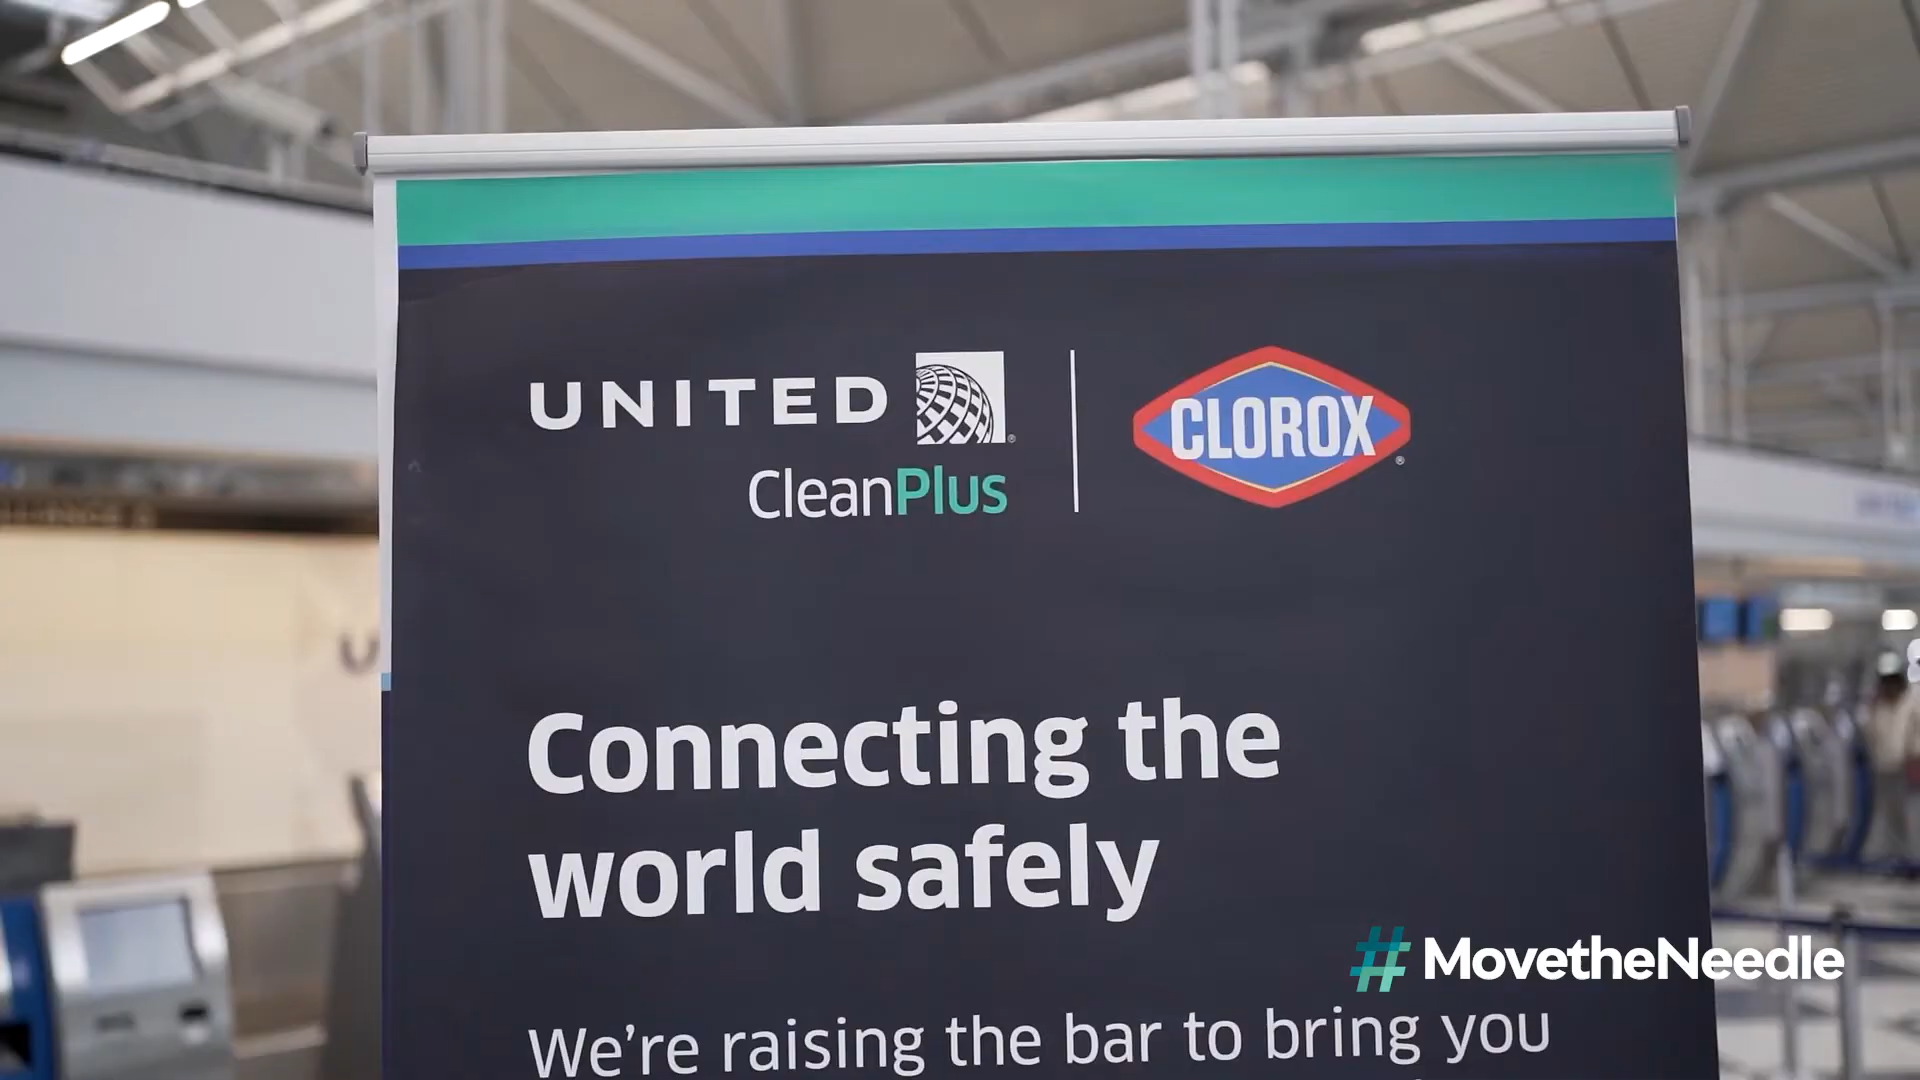 UNITED
CleanPlus
CLOROX
Connecting the
world safely
#MovetheNeedle
We're raising the bar to bring you